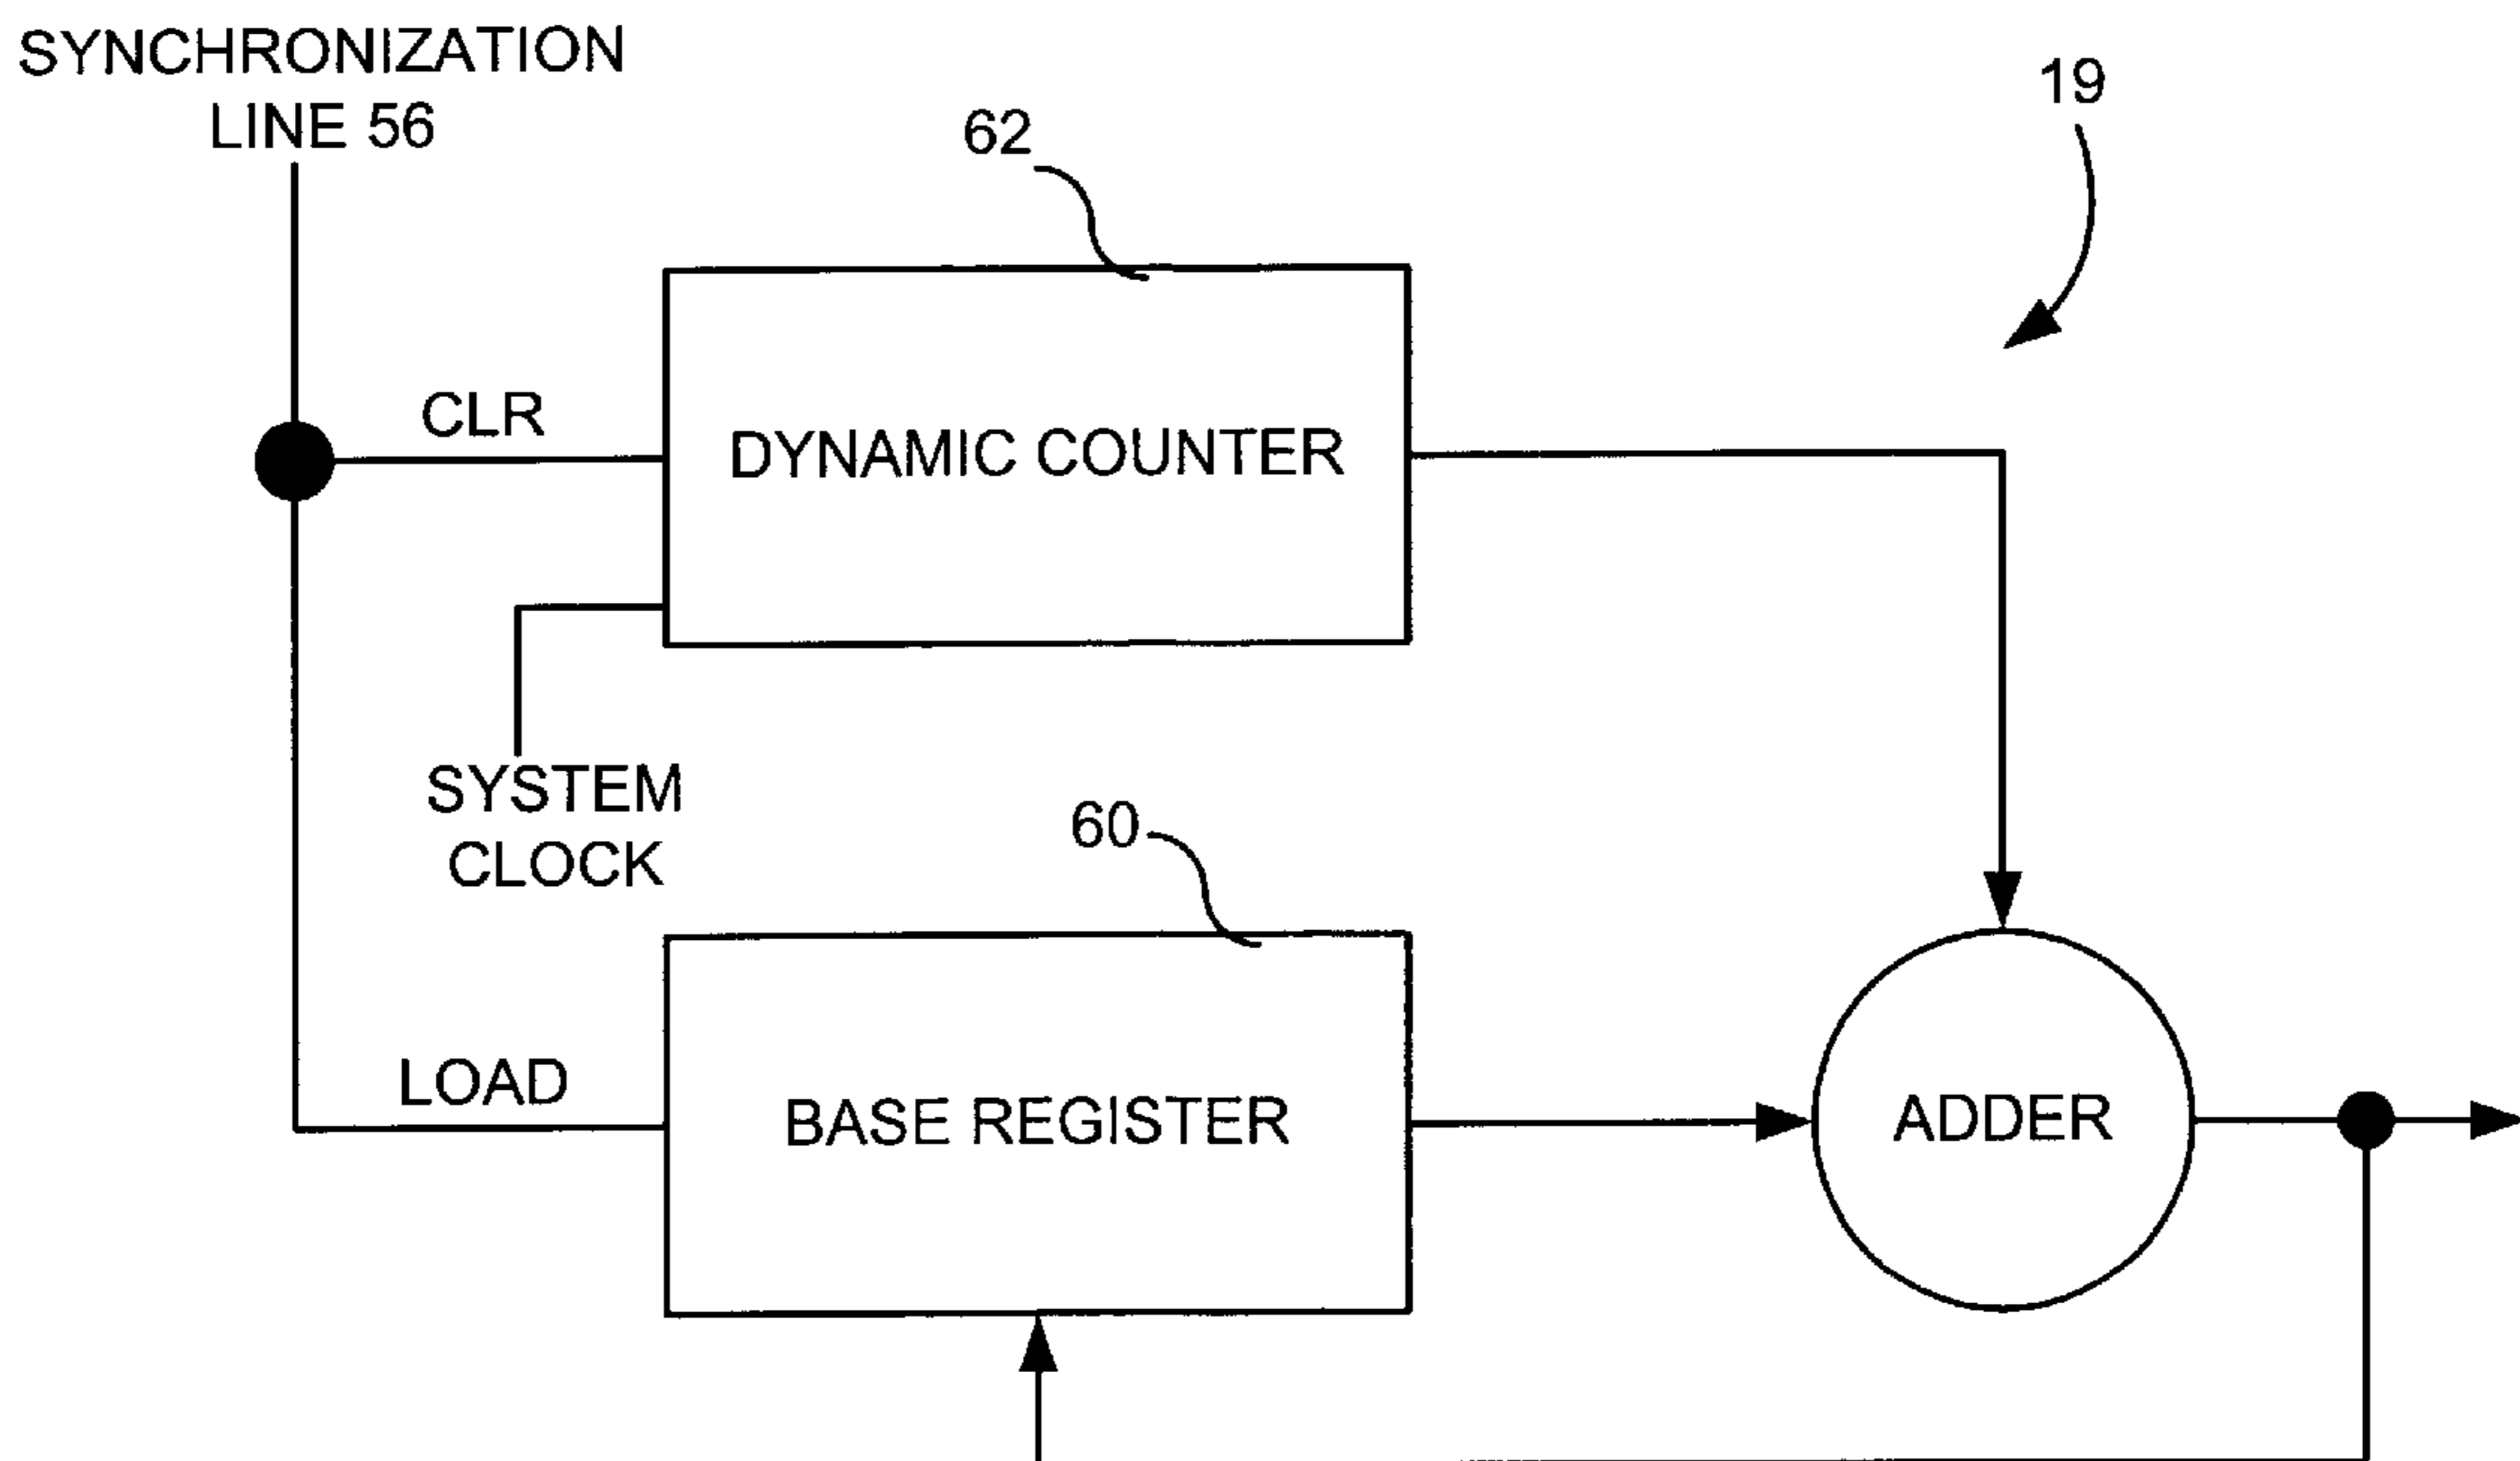 SYNCHRONIZATION
LINE 56
19
62
CLR
DYNAMIC COUNTER
SYSTEM
CLOCK
60
LOAD
BASE REGISTER
ADDER